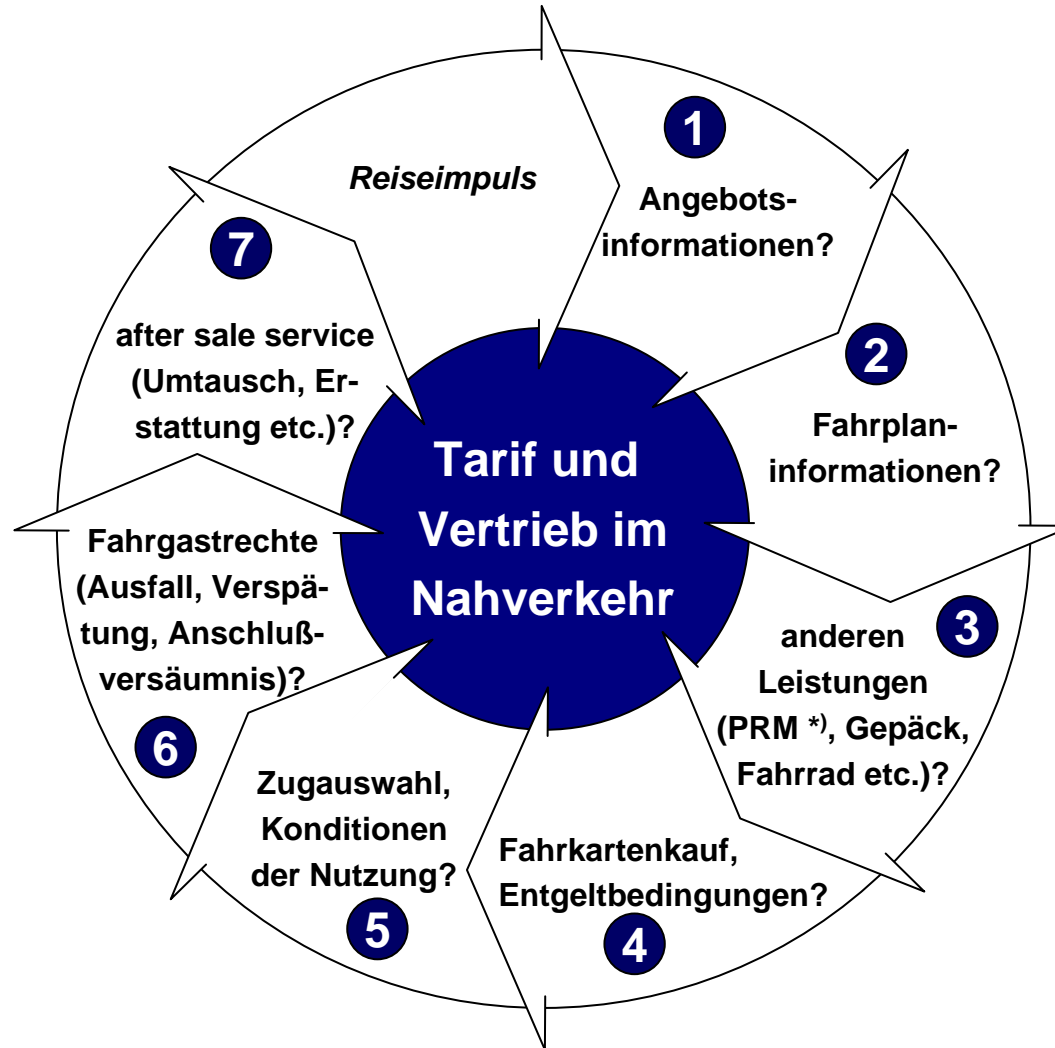 Reiseimpuls
1
Angebots-
informationen?
2
Fahrplan-
informationen?
3
anderen
Leistungen
(PRM *), Gepäck,
Fahrrad etc.)?
4
Fahrkartenkauf,
Entgeltbedingungen?
5
Zugauswahl,
Konditionen
der Nutzung?
6
Fahrgastrechte
(Ausfall, Verspä-
tung, Anschluß-
versäumnis)?
7
after sale service
(Umtausch, Er-
stattung etc.)?
Tarif und
Vertrieb im
Nahverkehr